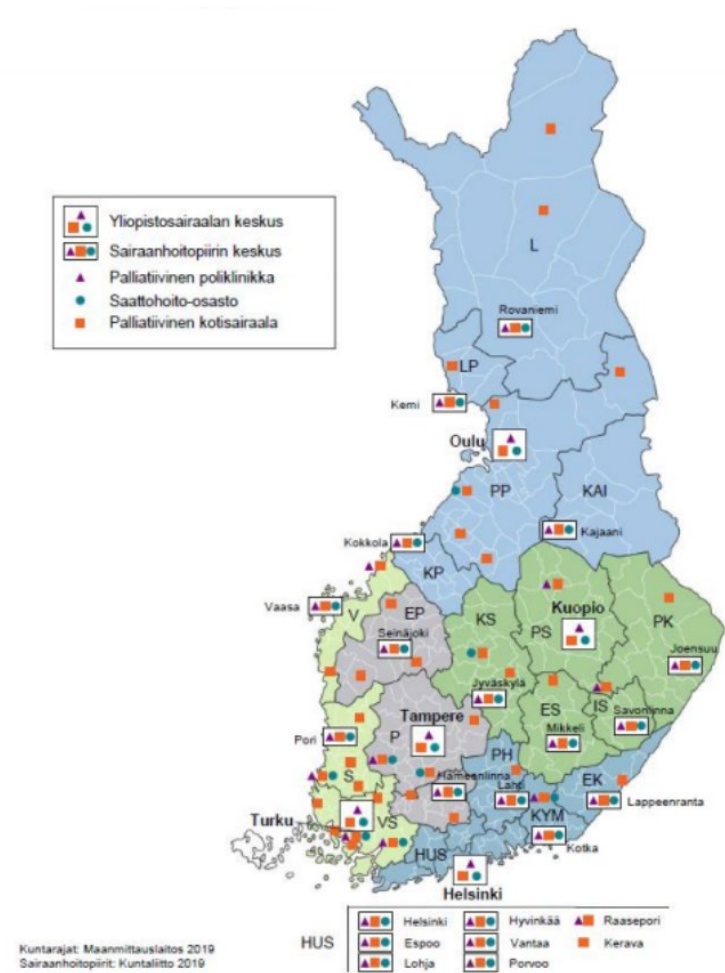 Yliopistosairaalan keskus
Sairaanhoitopiirin keskus
Palliatiivinen poliklinikka
Saattohoito-osasto
Palliatiivinen kotisairaala
L
Rovaniemi
LP
Kemi
Oulu
PP
KAI
Kajaani
Kokkola
KP
Vaasa
V
EP
KS
Kuopio
PS
PK
Seinäjoki
Joensuu
Jyväskylä
IS
Savonlinna
Tampere
ES
Pori
P
Mikkeli
PH
S
Hämeenlinna
Lahti
EK
Lappeenranta
Turku
VS
KYM
HUS
Kotka
Helsinki
HUS
Helsinki
Hyvinkää
Raasepori
Espoo
Vantaa
Kerava
Lohja
Porvoo
Kuntarajat: Maanmittauslaitos 2019
Sairaanhoitopiirit: Kuntaliitto 2019